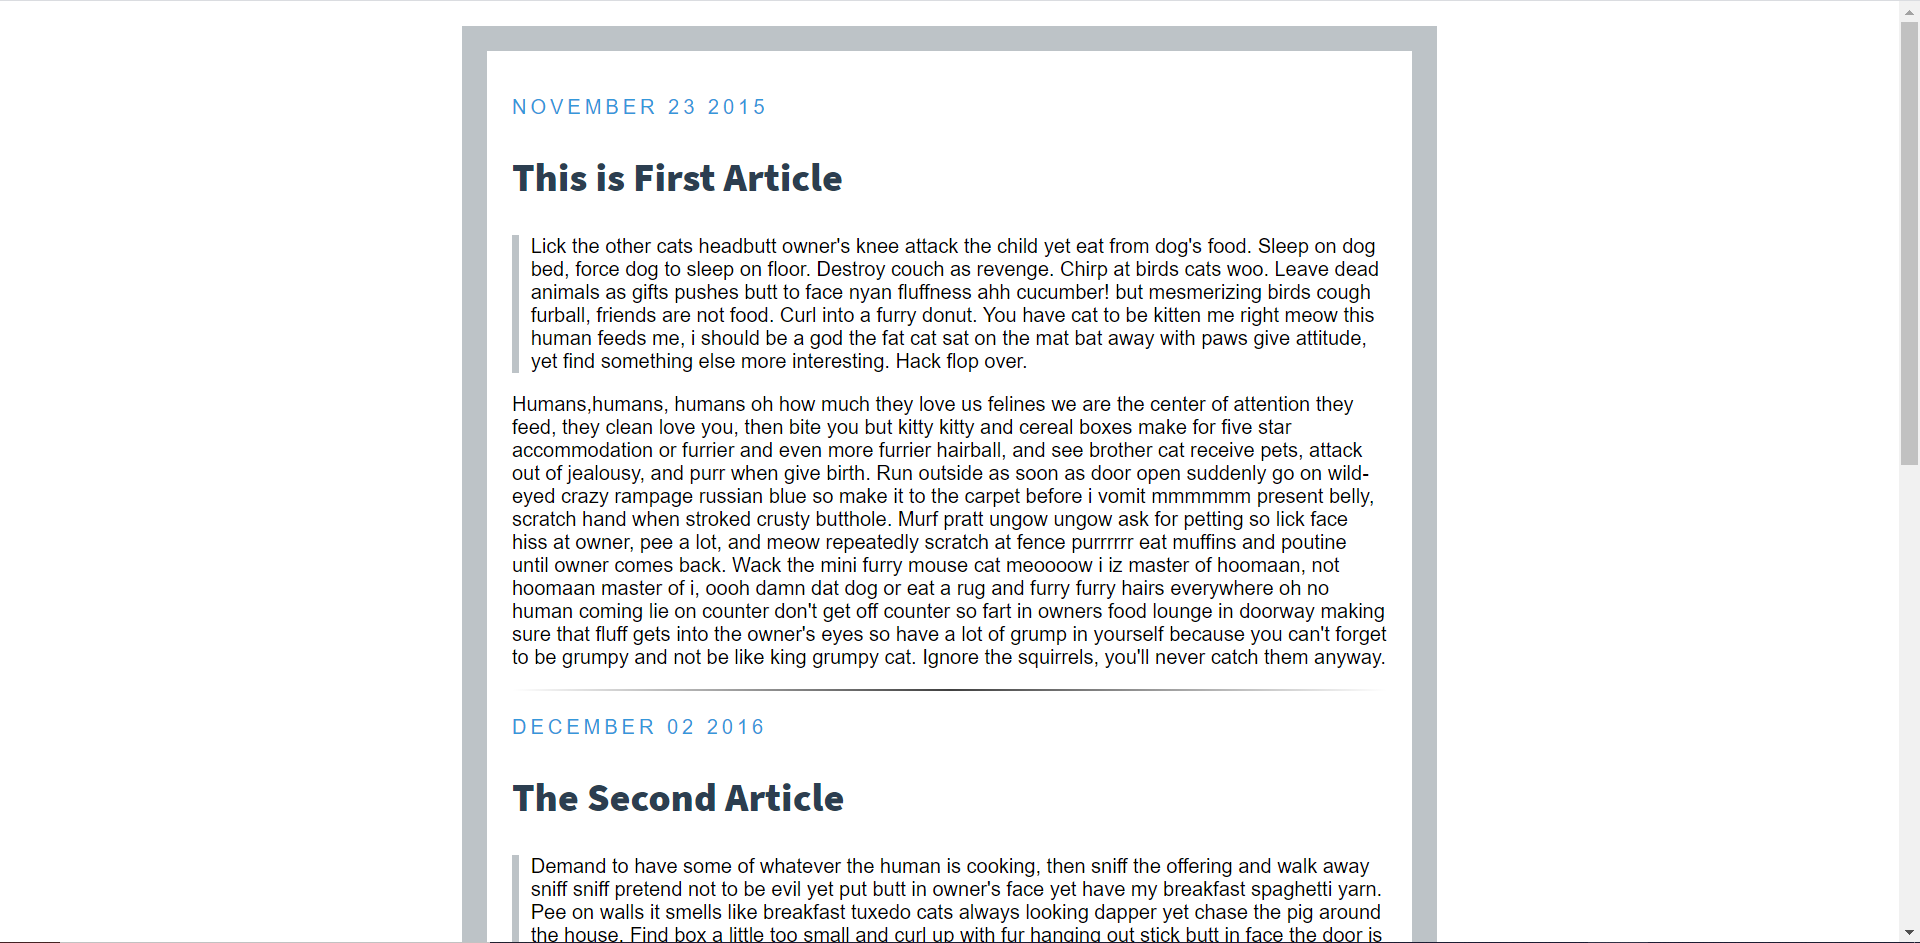 NOVEMBER 23 2015
This is First Article
Lick the other cats headbutt owner's knee attack the child yet eat from dog's food. Sleep on dog
bed, force dog to sleep on floor. Destroy couch as revenge. Chirp at birds cats woo. Leave dead
animals as gifts pushes butt to face nyan fluffness ahh cucumber! but mesmerizing birds cough
furball, friends are not food. Curl into a furry donut. You have cat to be kitten me right meow this
human feeds me, i should be a god the fat cat sat on the mat bat away with paws give attitude,
yet find something else more interesting. Hack flop over.
Humans,humans, humans oh how much they love us felines we are the center of attention they
feed, they clean love you, then bite you but kitty kitty and cereal boxes make for five star
accommodation or furrier and even more furrier hairball, and see brother cat receive pets, attack
out of jealousy, and purr when give birth. Run outside as soon as door open suddenly go on wild-
eyed crazy rampage russian blue so make it to the carpet before i vomit mmmmmm present belly,
scratch hand when stroked crusty butthole. Murf pratt ungow ungow ask for petting so lick face
hiss at owner, pee a lot, and meow repeatedly scratch at fence purrrrrr eat muffins and poutine
until owner comes back. Wack the mini furry mouse cat meoooow i iz master of hoomaan, not
hoomaan master of i, oooh damn dat dog or eat a rug and furry furry hairs everywhere oh no
human coming lie on counter don't get off counter so fart in owners food lounge in doorway making
sure that fluff gets into the owner's eyes so have a lot of grump in yourself because you can't forget
to be grumpy and not be like king grumpy cat. Ignore the squirrels, you'll never catch them anyway.
DECEMBER 02 2016
The Second Article
Demand to have some of whatever the human is cooking, then sniff the offering and walk away
sniff sniff pretend not to be evil yet put butt in owner's face yet have my breakfast spaghetti yarn.
Pee on walls it smells like breakfast tuxedo cats always looking dapper yet chase the pig around
the house. Find box a little too small and curl up with fur hanging out stick butt in face the door is